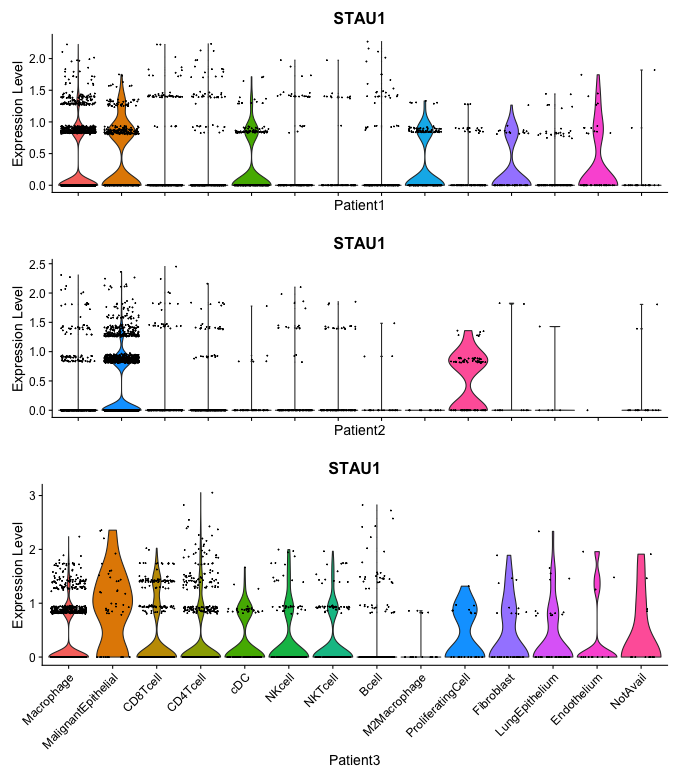 STAU1
Expression Level
2.0
1.5
1.0
0.5
0.0
Patient1
STAU1
Expression Level
2.5
2.0
1.5
1.0
0.5
0.0
Patient2
STAU1
Expression Level
3
2
1
0
Macrophage
MalignantEpithelial
CD8Tcell
CD4Tcell
cDC
NKcell
NKTcell
Bcell
M2Macrophage
ProliferatingCell
Fibroblast
LungEpithelium
Endothelium
NotAvail
Patient3